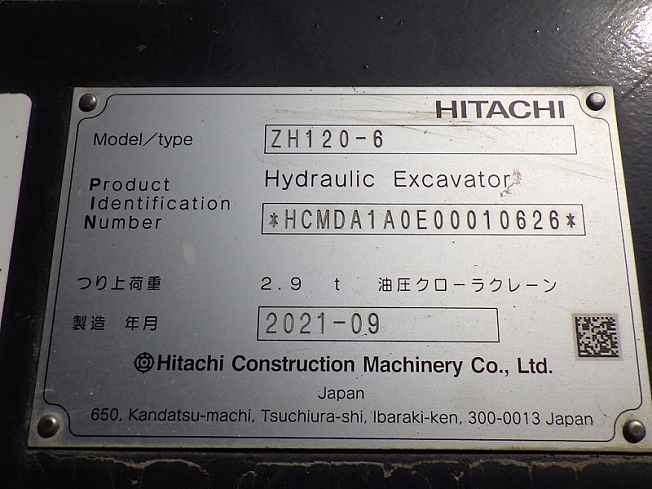 HITACHI
Model/type ZH120-6
Product Identification Number
Hydraulic Excavator
*HCMDA1A0E00010626*
つり上荷重 2.9 t 油圧クローラクレーン
製造 年月 2021-09
Hitachi Construction Machinery Co., Ltd.
Japan
650, Kandatsu-machi, Tsuchiura-shi, Ibaraki-ken, 300-0013 Japan